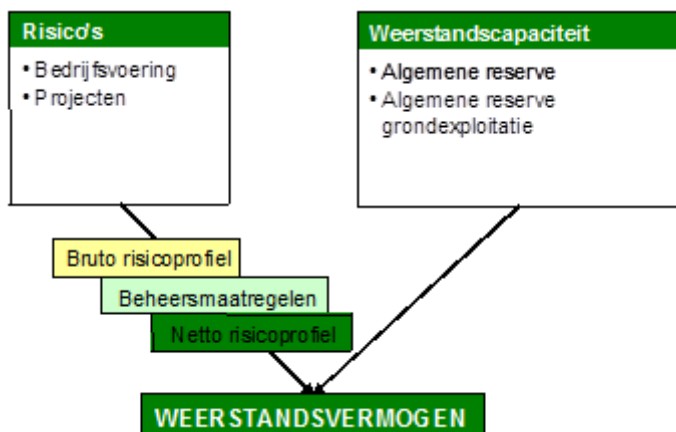 Risico's
• Bedrijfsvoering
• Projecten
Weerstandscapaciteit
• Algemene reserve
• Algemene reserve
grondexploitatie
Bruto risicoprofiel
Beheersmaatregelen
Netto risicoprofiel
WEERSTANDSVERMOGEN